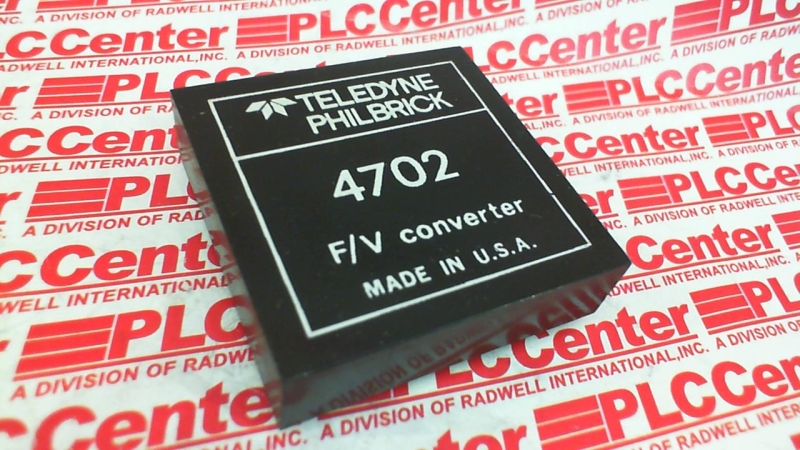 TELEDYNE
PHILBRICK
4702
F/V converter
MADE IN U.S.A.
PLCCenter
A DIVISION OF RADWELL INTERNATIONAL,INC.